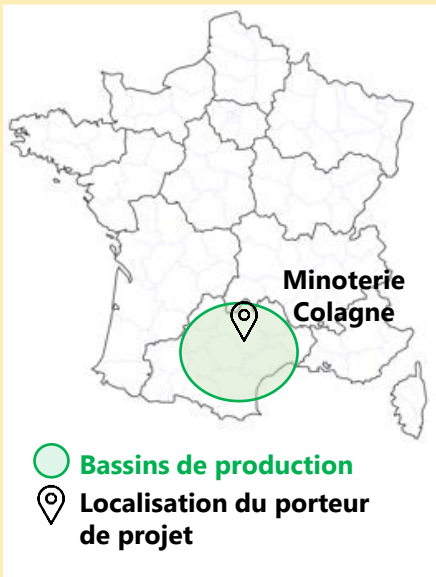 Minoterie
Colagne
Bassins de production
Localisation du porteur
de projet